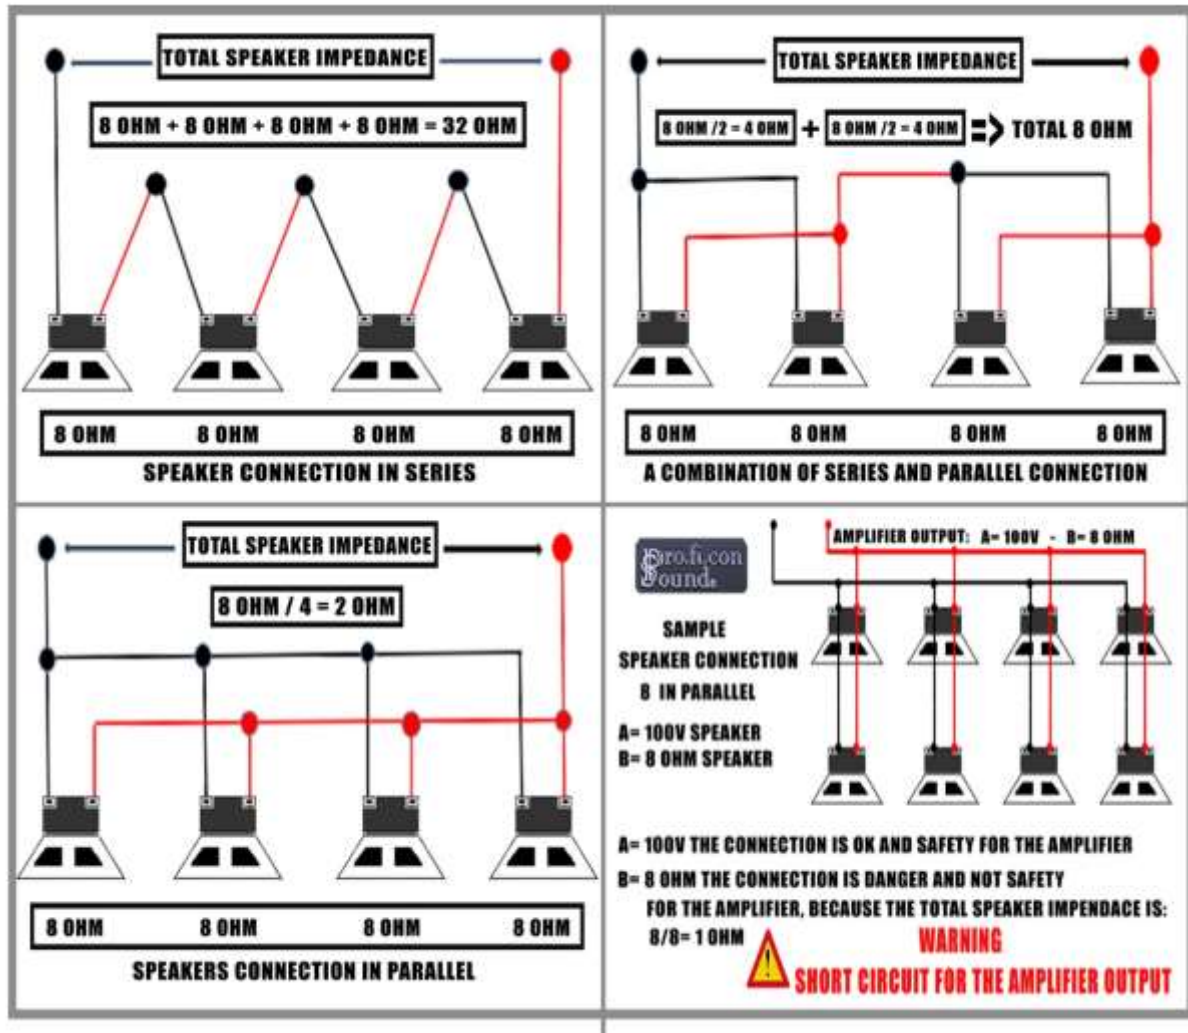 TOTAL SPEAKER IMPEDANCE
8 OHM + 8 OHM + 8 OHM + 8 OHM = 32 OHM
8 OHM 8 OHM 8 OHM 8 OHM
SPEAKER CONNECTION IN SERIES
TOTAL SPEAKER IMPEDANCE
8 OHM /2 = 4 OHM + 8 OHM /2 = 4 OHM => TOTAL 8 OHM
8 OHM 8 OHM 8 OHM 8 OHM
A COMBINATION OF SERIES AND PARALLEL CONNECTION
TOTAL SPEAKER IMPEDANCE
8 OHM / 4 = 2 OHM
8 OHM 8 OHM 8 OHM 8 OHM
SPEAKERS CONNECTION IN PARALLEL
AMPLIFIER OUTPUT: A= 100V - B= 8 OHM
Pro.fi.con
Sound
SAMPLE
SPEAKER CONNECTION
8 IN PARALLEL
A= 100V SPEAKER
B= 8 OHM SPEAKER
A= 100V THE CONNECTION IS OK AND SAFETY FOR THE AMPLIFIER
B= 8 OHM THE CONNECTION IS DANGER AND NOT SAFETY
FOR THE AMPLIFIER, BECAUSE THE TOTAL SPEAKER IMPENDACE IS:
8/8= 1 OHM
WARNING
SHORT CIRCUIT FOR THE AMPLIFIER OUTPUT